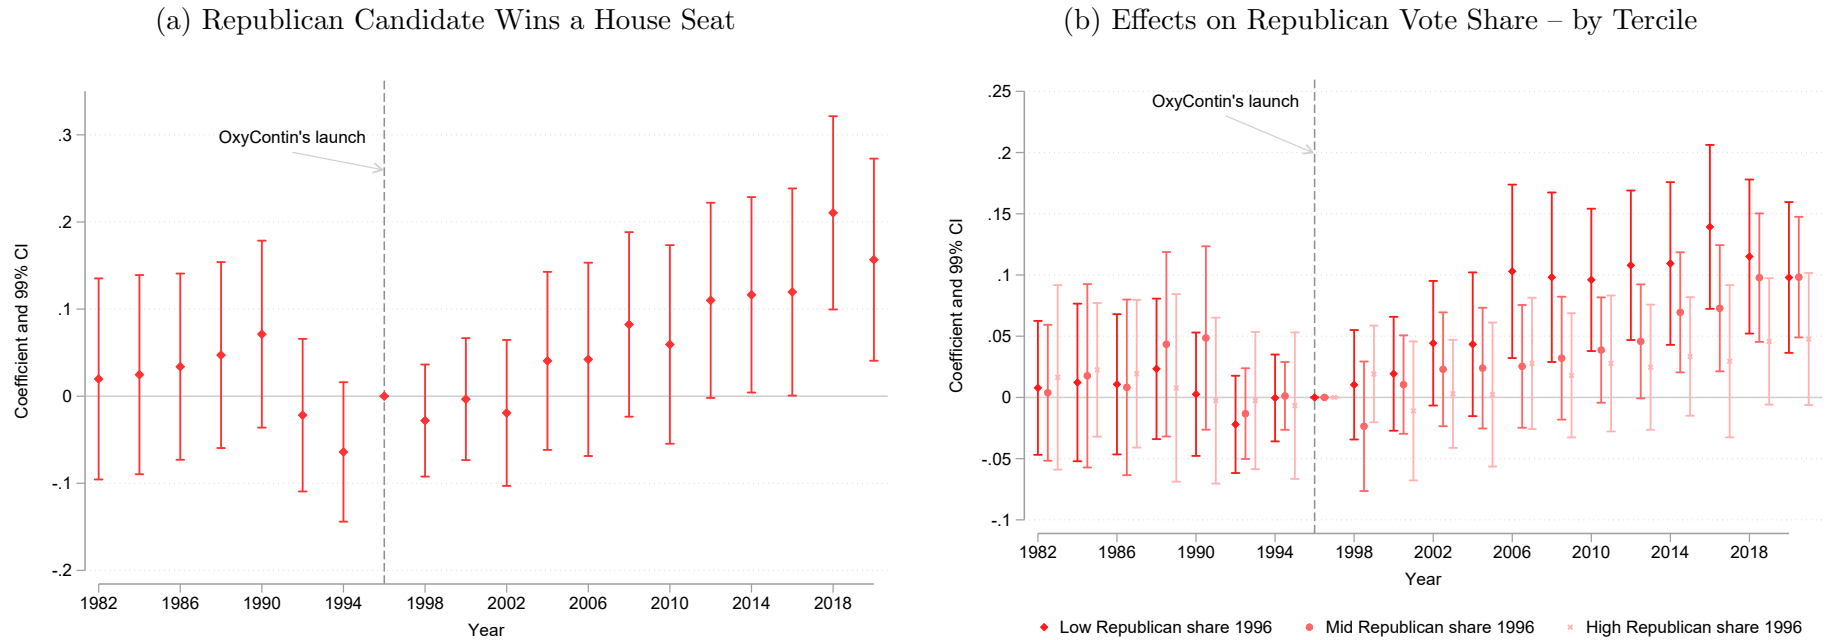 (a) Republican Candidate Wins a House Seat
Coefficient and 99% CI
.3
.2
.1
0
-.1
-.2
OxyContin's launch
1982 1986 1990 1994 1998 2002 2006 2010 2014 2018
Year
(b) Effects on Republican Vote Share – by Tercile
Coefficient and 99% CI
.25
.2
.15
.1
.05
0
-.05
-.1
OxyContin's launch
1982 1986 1990 1994 1998 2002 2006 2010 2014 2018
Year
Low Republican share 1996 Mid Republican share 1996 High Republican share 1996